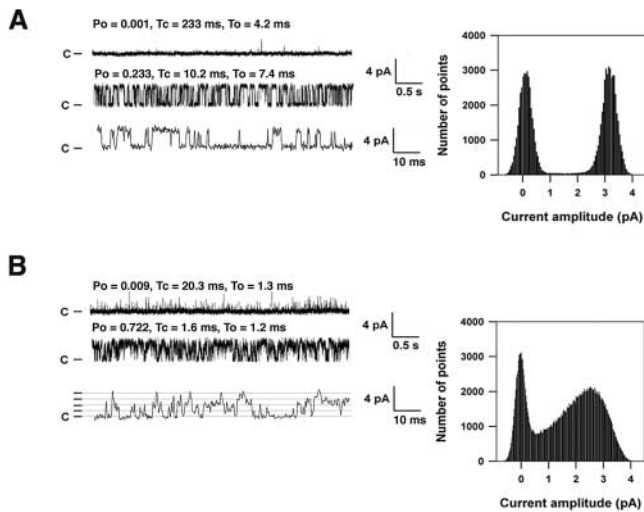 A
Po = 0.001, Tc = 233 ms, To = 4.2 ms
C
4 pA
0.5 s
Po = 0.233, Tc = 10.2 ms, To = 7.4 ms
C
C
4 pA
10 ms
Number of points
4000
3000
2000
1000
0
0 1 2 3 4
Current amplitude (pA)
B
Po = 0.009, Tc = 20.3 ms, To = 1.3 ms
C
4 pA
0.5 s
Po = 0.722, Tc = 1.6 ms, To = 1.2 ms
C
C
4 pA
10 ms
Number of points
4000
3000
2000
1000
0
0 1 2 3 4
Current amplitude (pA)